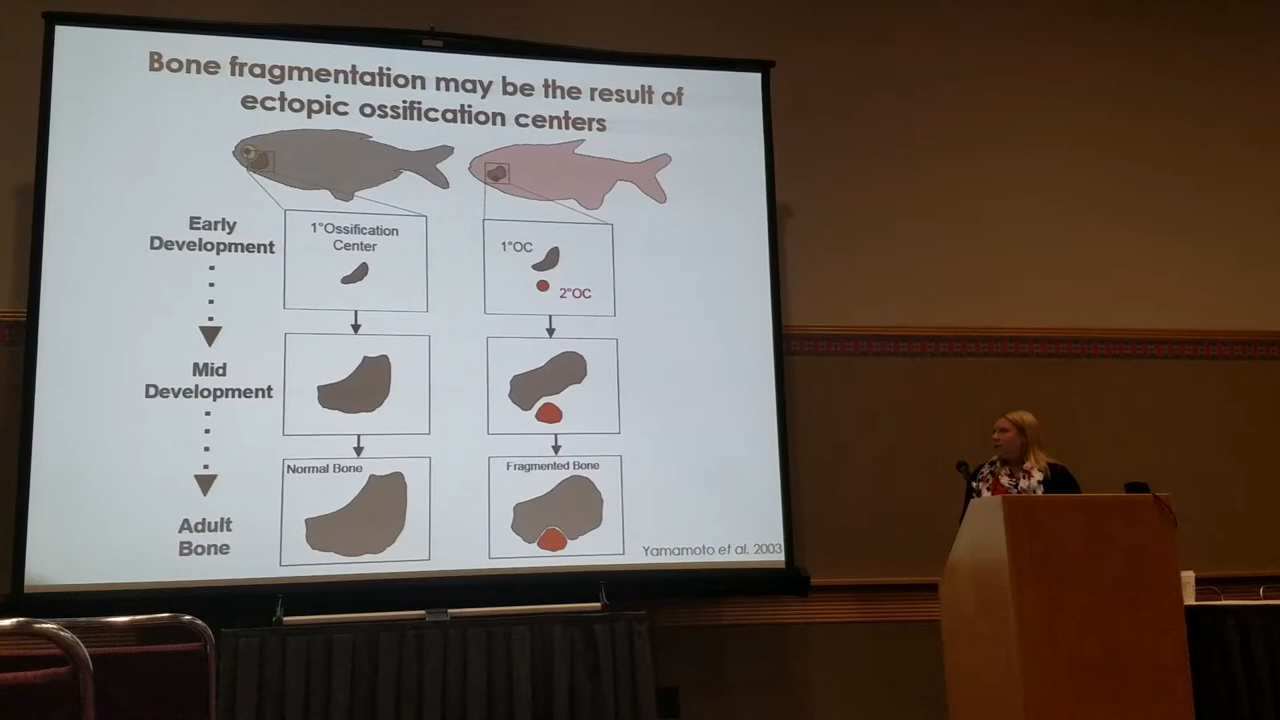 Bone fragmentation may be the result of
ectopic ossification centers
Early
Development
1°Ossification
Center
1°OC
2°OC
Mid
Development
Normal Bone
Fragmented Bone
Adult
Bone
Yamamoto et al. 2003